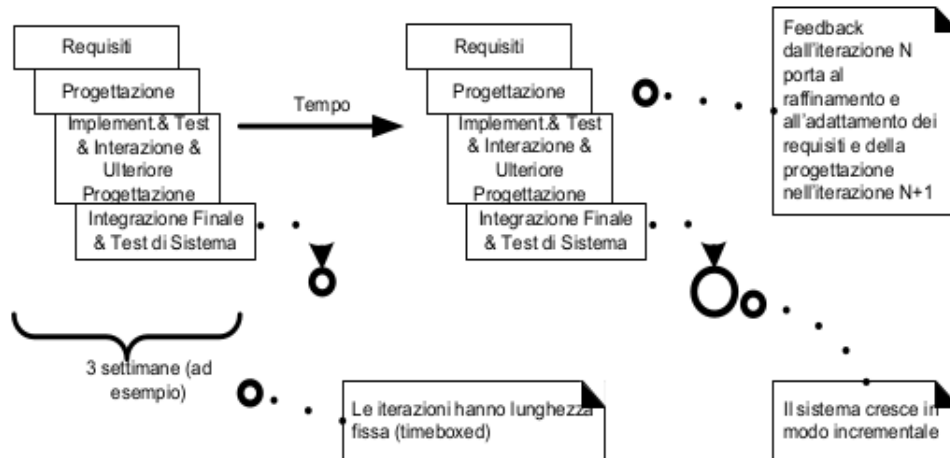 Requisiti
Progettazione
Implement.& Test
& Interazione &
Ulteriore
Progettazione
Integrazione Finale
& Test di Sistema
Tempo
Requisiti
Progettazione
Implement.& Test
& Interazione &
Ulteriore
Progettazione
Integrazione Finale
& Test di Sistema
Feedback
dall'iterazione N
porta al
raffinamento e
all'adattamento dei
requisiti e della
progettazione
nell'iterazione N+1
3 settimane (ad
esempio)
Le iterazioni hanno lunghezza
fissa (timeboxed)
Il sistema cresce in
modo incrementale